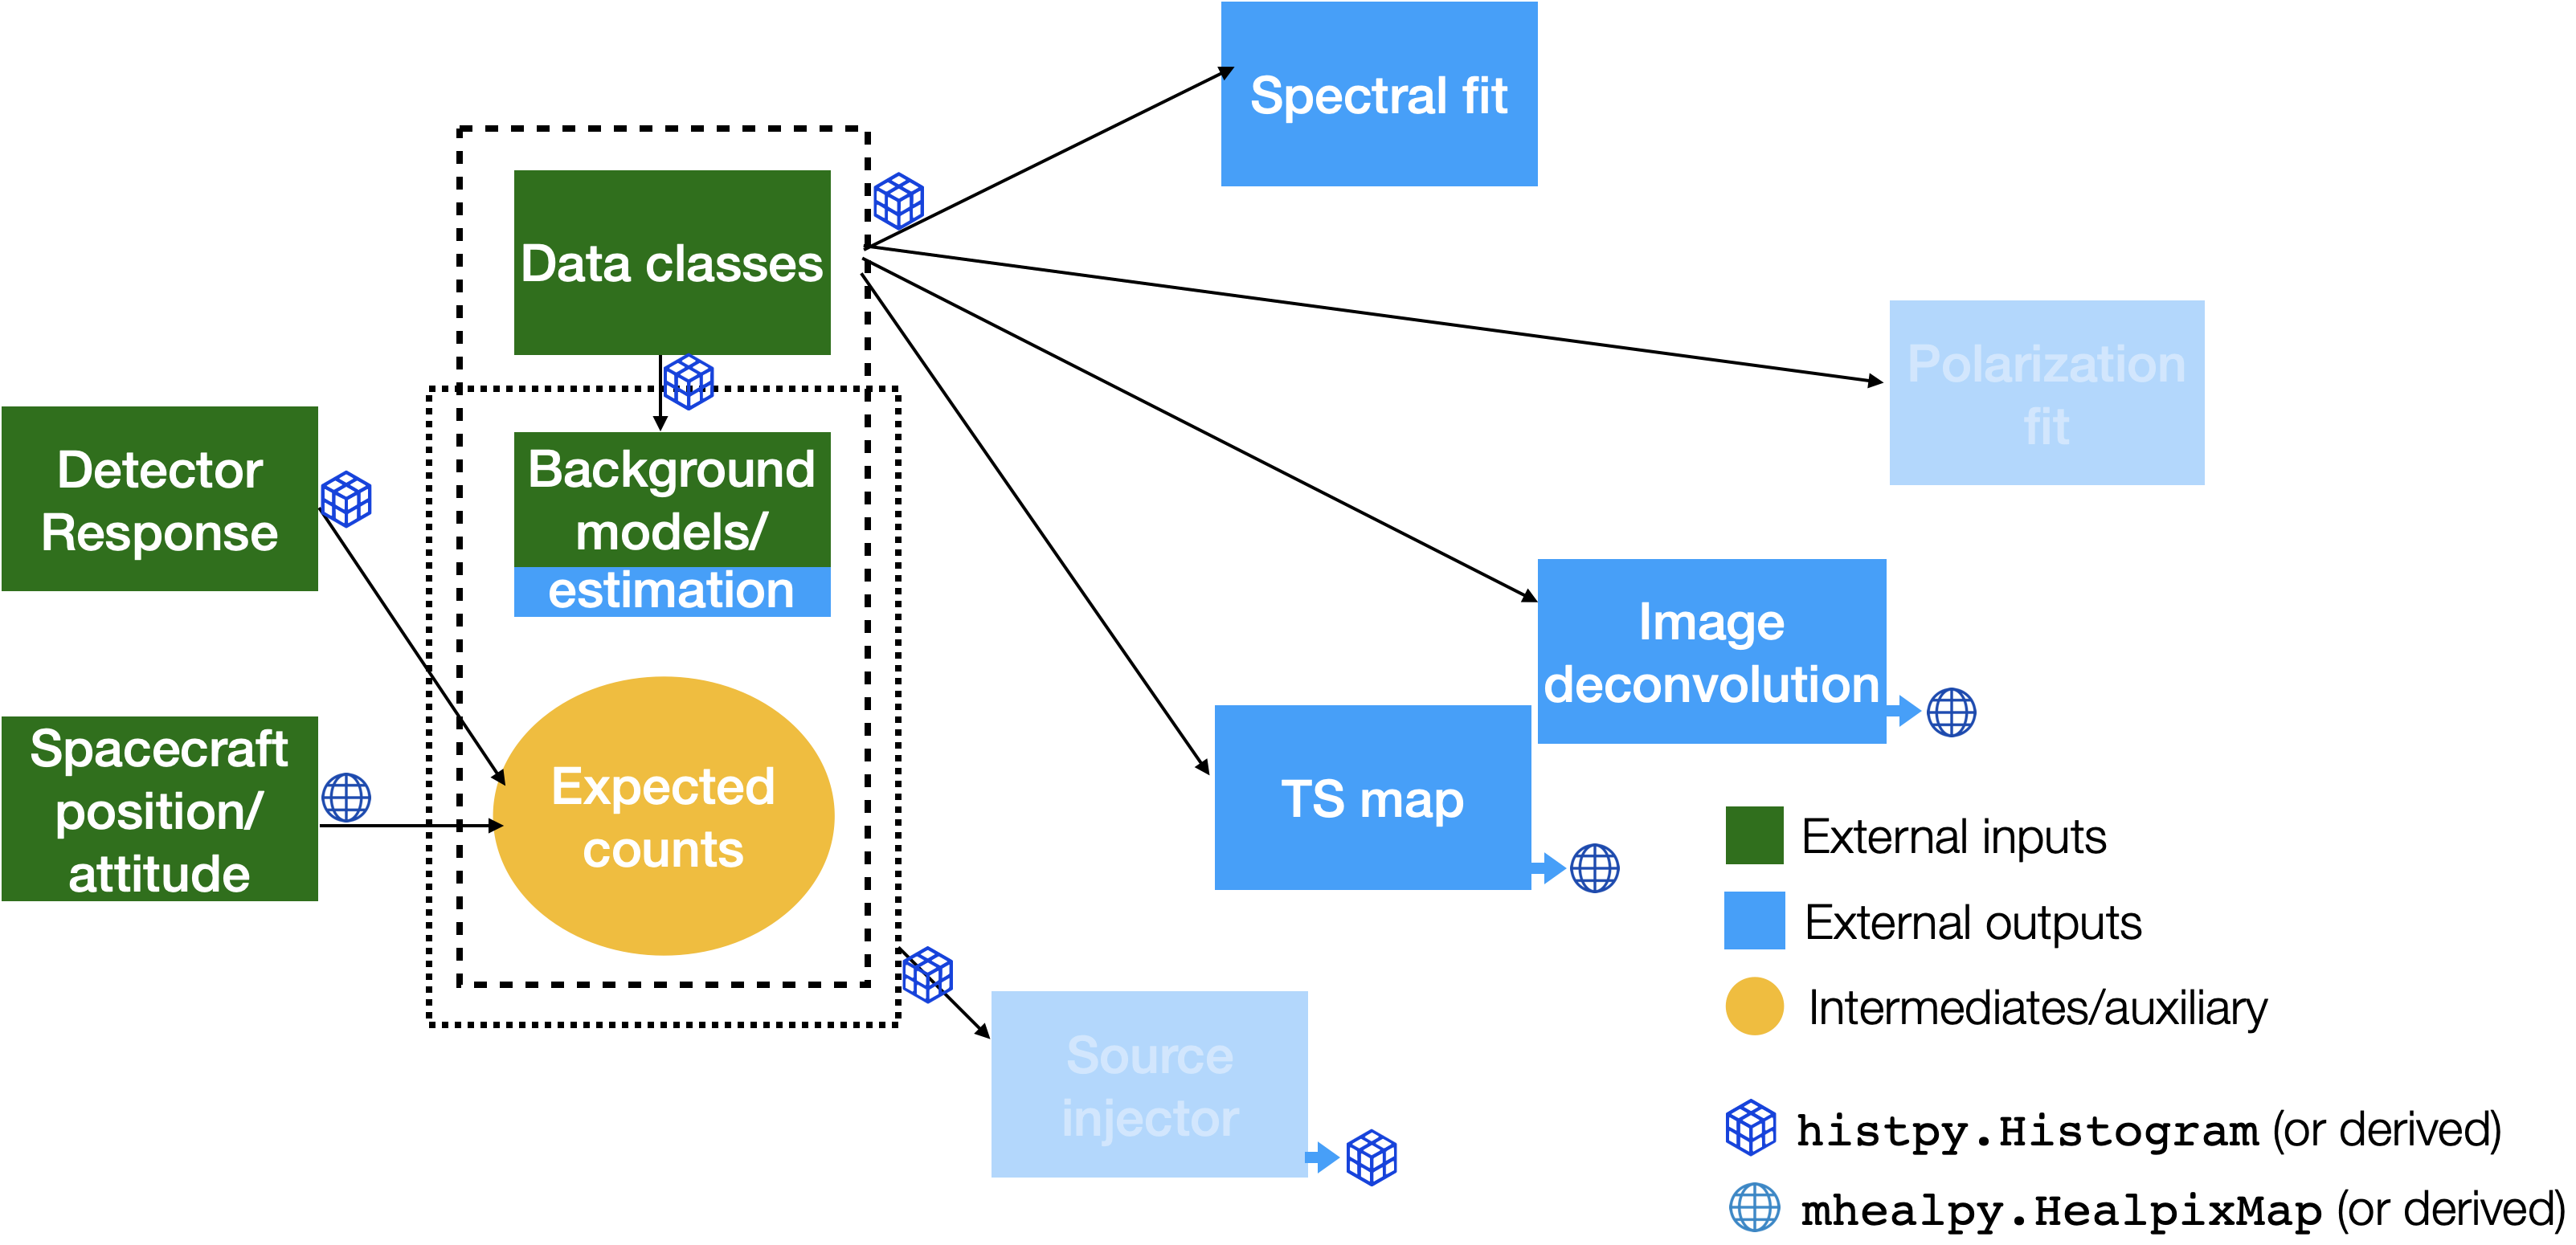 Spectral fit
Data classes
Polarization
fit
Detector
Response
Background
models/
estimation
Image
deconvolution
Spacecraft
position/
attitude
Expected
counts
TS map
Source
injector
External inputs
External outputs
Intermediates/auxiliary
histpy.Histogram (or derived)
mhealpy.HealpixMap (or derived)